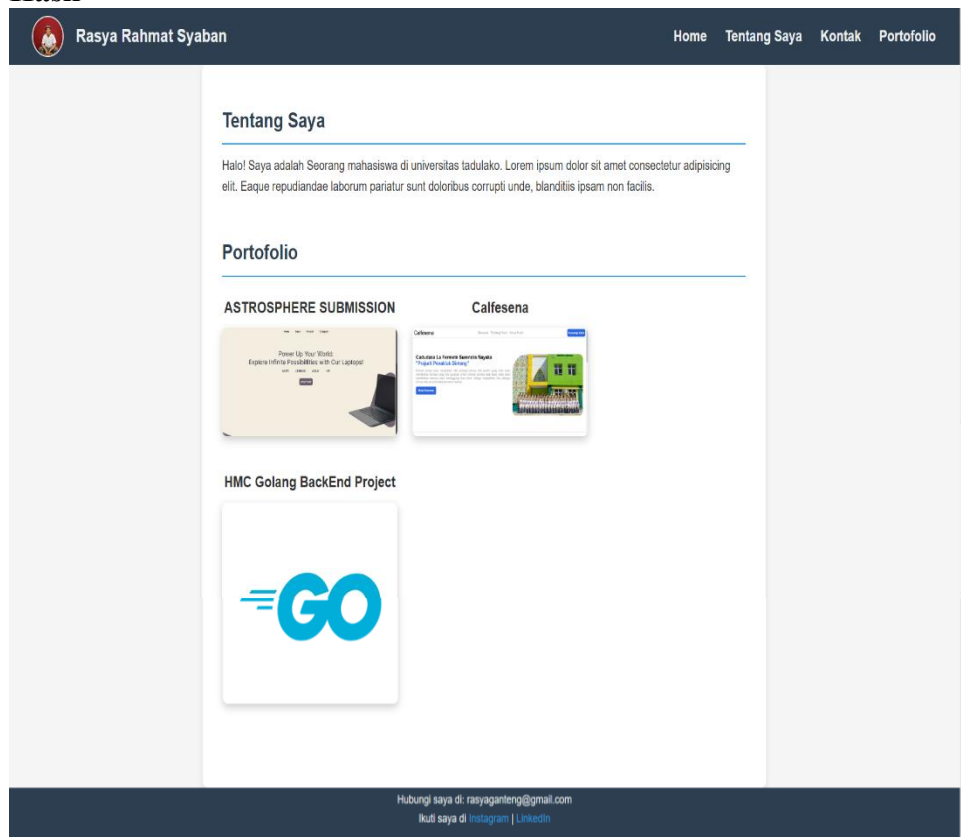 Rasya Rahmat Syaban
Home Tentang Saya Kontak Portofolio
Tentang Saya
Halo! Saya adalah Seorang mahasiswa di universitas tadulako. Lorem ipsum dolor sit amet consectetur adipisicing
elit. Eaque repudiandae laborum pariatur sunt doloribus corrupti unde, blanditiis ipsam non facilis.
Portofolio
ASTROSPHERE SUBMISSION
Calfesena
Power Up Your World:
Explore Infinite Possibilities with Our Laptops!
Calfesena
HMC Golang BackEnd Project
GO
Hubungi saya di: rasyaganteng@gmail.com
Ikuti saya di Instagram | LinkedIn